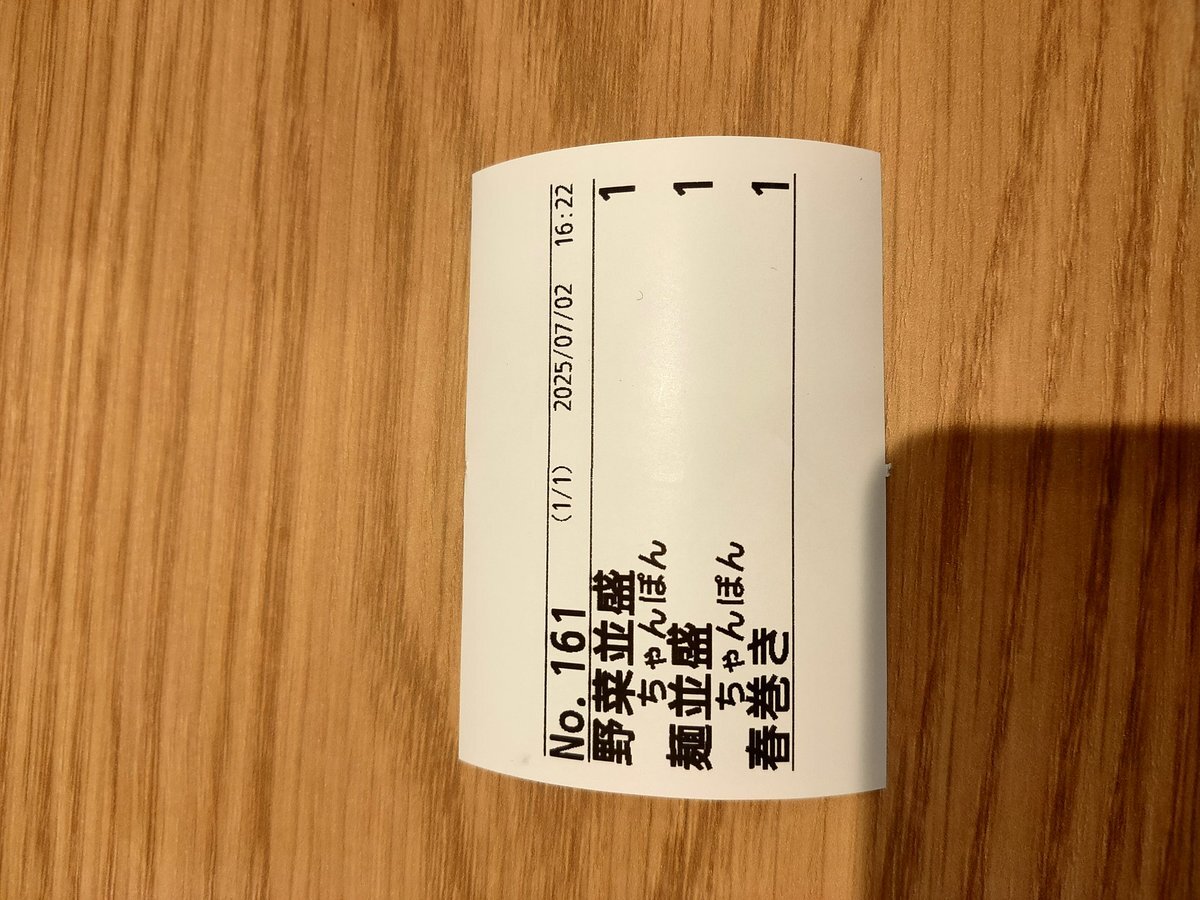 No. 161 (1/1) 2025/07/02 16:22
野菜並盛 1
ちゃんぽん
麺並盛 1
ちゃんぽん
春巻き 1